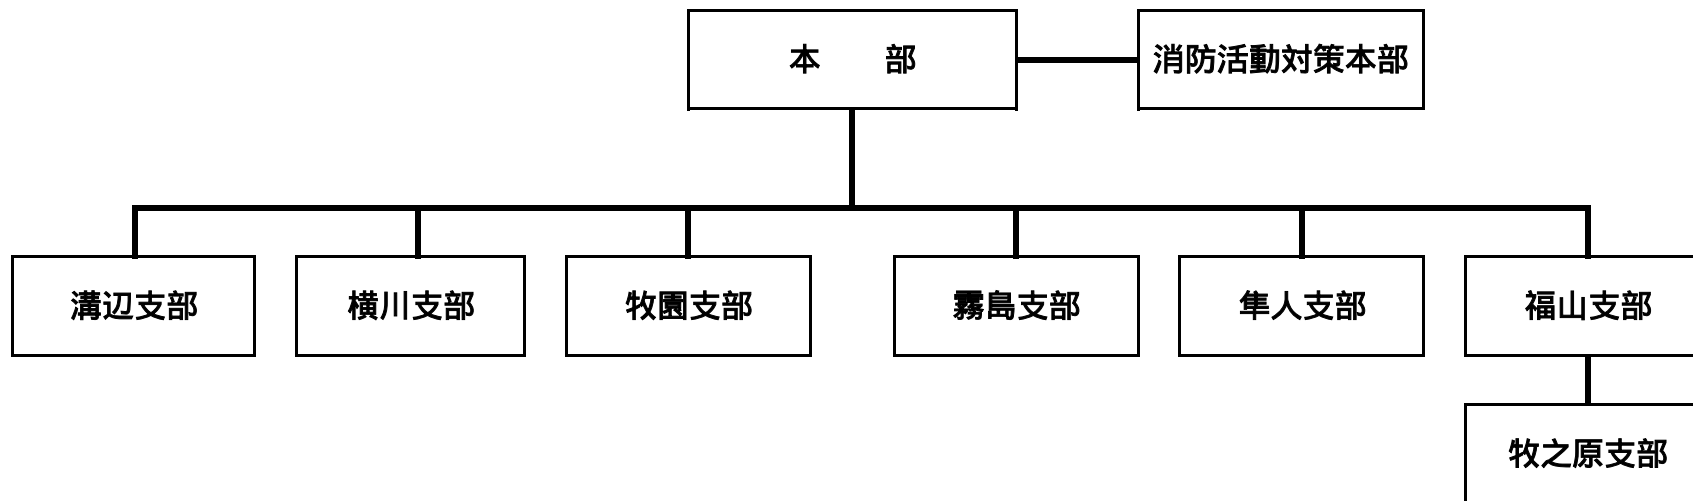 本　　部
消防活動対策本部
溝辺支部
横川支部
牧園支部
霧島支部
隼人支部
福山支部
牧之原支部